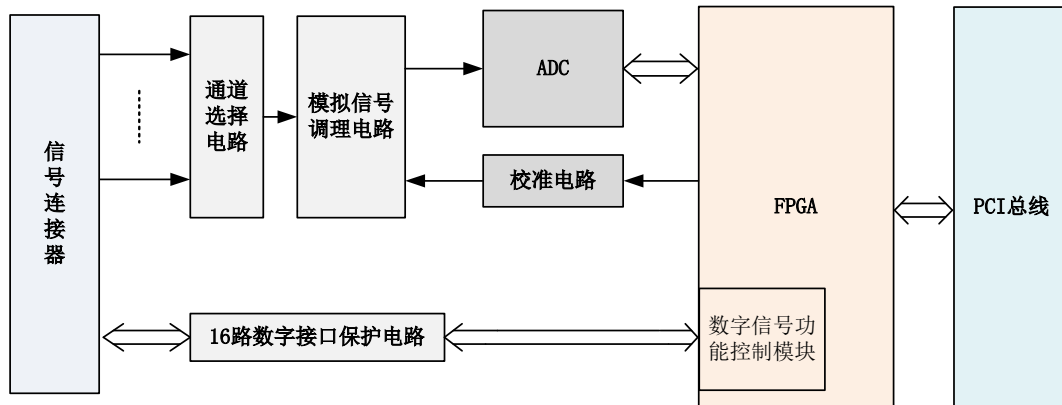 信号连接器
通道
选择
电路
模拟信号
调理电路
ADC
校准电路
FPGA
PCI总线
16路数字接口保护电路
数字信号功
能控制模块